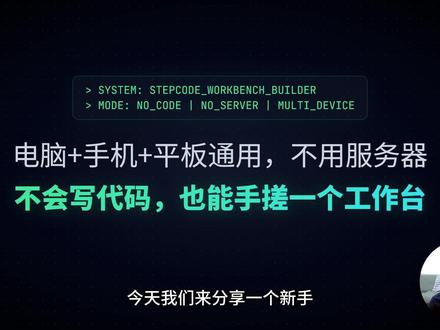 > SYSTEM: STEPCODE_WORKBENCH_BUILDER
> MODE: NO_CODE | NO_SERVER | MULTI_DEVICE
电脑+手机+平板通用，不用服务器
不会写代码，也能手搓一个工作台
今天我们来分享一个新手